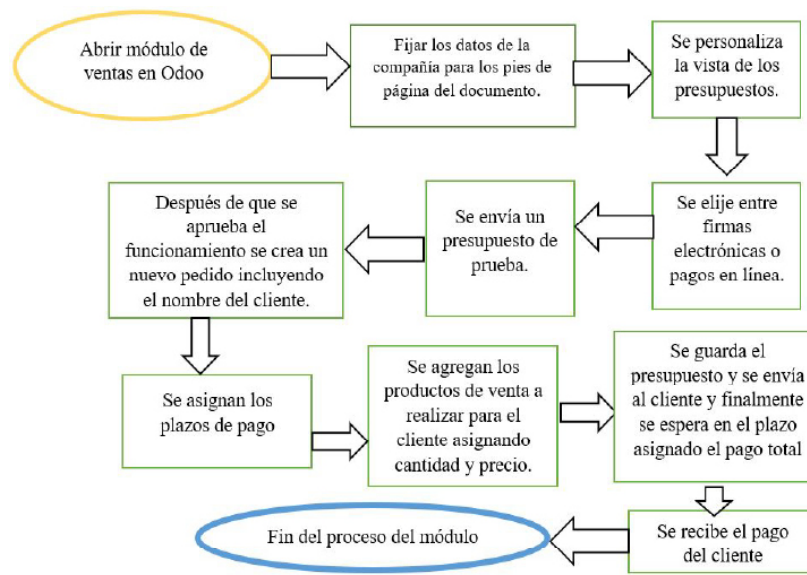 Abrir módulo de
ventas en Odoo
Fijar los datos de la
compañía para los pies de
página del documento.
Se personaliza
la vista de los
presupuestos.
Se elije entre
firmas
electrónicas o
pagos en línea.
Se envía un
presupuesto de
prueba.
Después de que se
aprueba el
funcionamiento se crea un
nuevo pedido incluyendo
el nombre del cliente.
Se asignan los
plazos de pago
Se agregan los
productos de venta a
realizar para el
cliente asignando
cantidad y precio.
Se guarda el
presupuesto y se envía
al cliente y finalmente
se espera en el plazo
asignado el pago total
Se recibe el pago
del cliente
Fin del proceso del módulo